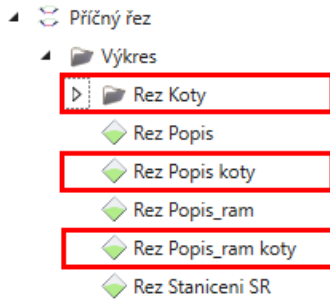 Příčný řez
Výkres
Rez Koty
Rez Popis
Rez Popis koty
Rez Popis_ram
Rez Popis_ram koty
Rez Staniceni SR